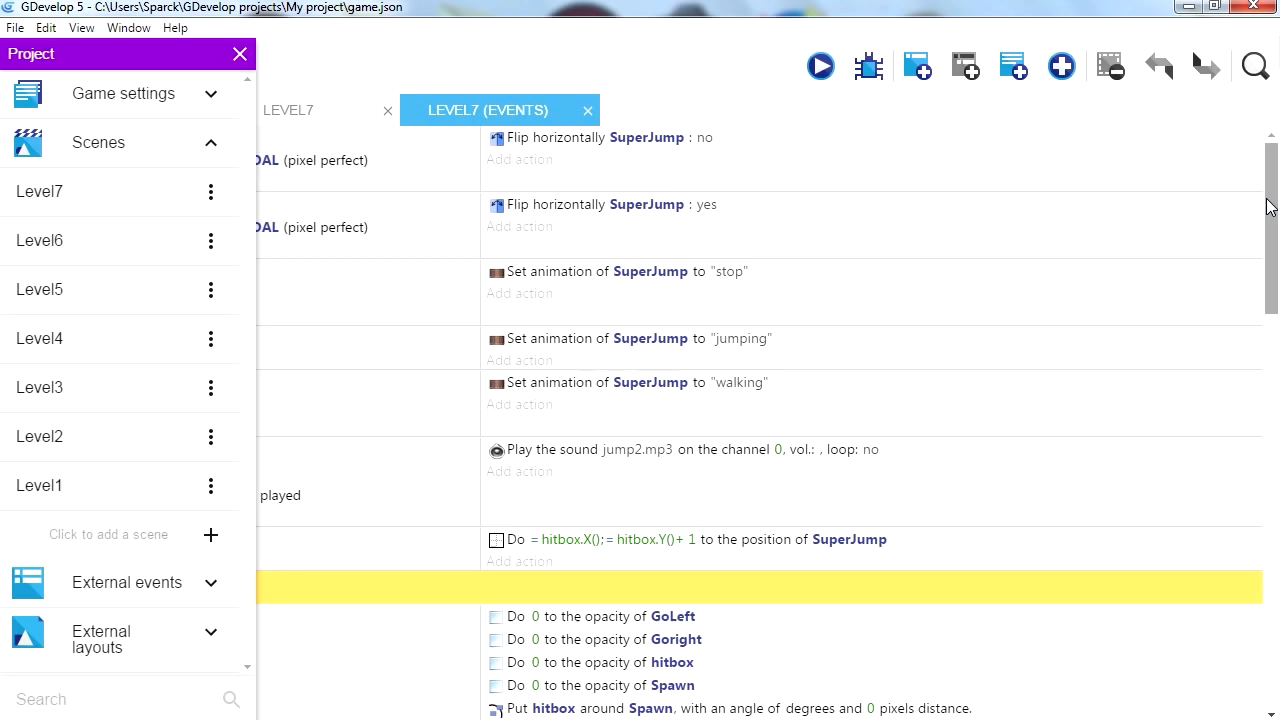 GDevelop 5 - C:\Users\Sparck\GDevelop projects\My project\game.json
File Edit View Window Help
Project
Game settings
Scenes
Level7
Level6
Level5
Level4
Level3
Level2
Level1
Click to add a scene
External events
External
layouts
Search
LEVEL7
LEVEL7 (EVENTS)
Flip horizontally SuperJump : no
(pixel perfect)
Add action
Flip horizontally SuperJump : yes
(pixel perfect)
Add action
Set animation of SuperJump to "stop"
Add action
Set animation of SuperJump to "jumping"
Add action
Set animation of SuperJump to "walking"
Add action
Play the sound jump2.mp3 on the channel 0, vol.: , loop: no
Add action
played
Do = hitbox.X();= hitbox.Y()+ 1 to the position of SuperJump
Add action
Do 0 to the opacity of GoLeft
Do 0 to the opacity of Goright
Do 0 to the opacity of hitbox
Do 0 to the opacity of Spawn
Put hitbox around Spawn, with an angle of degrees and 0 pixels distance.